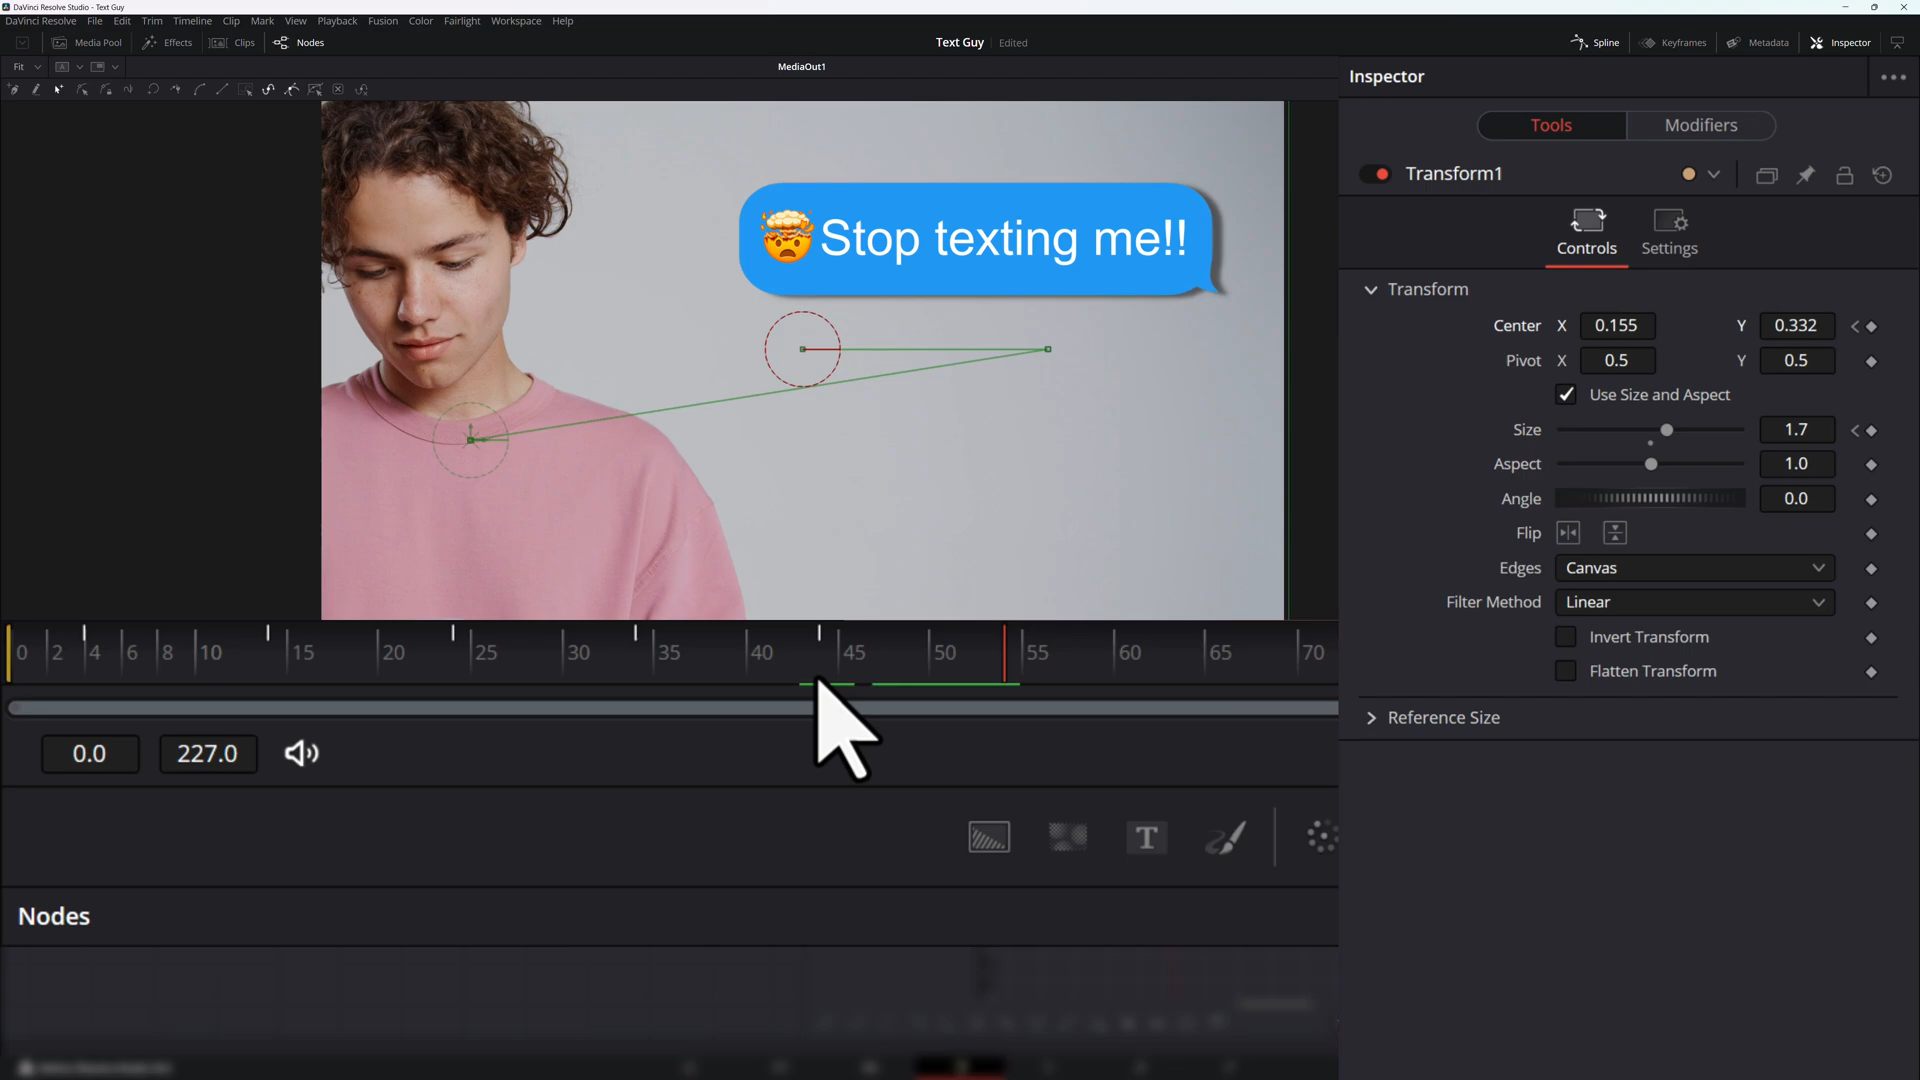 DaVinci Resolve Studio - Text Guy
DaVinci Resolve File Edit Trim Timeline Clip Mark View Playback Fusion Color Fairlight Workspace Help
Media Pool Effects Clips Nodes Text Guy Edited Spline Keyframes Metadata Inspector
Fit A MediaOut1
Inspector
Tools Modifiers
Transform1
Controls Settings
Transform
Center X 0.155 Y 0.332
Pivot X 0.5 Y 0.5
Use Size and Aspect
Size 1.7
Aspect 1.0
Angle 0.0
Flip
Edges Canvas
Filter Method Linear
Invert Transform
Flatten Transform
Reference Size
🤯Stop texting me!!
0 2 4 6 8 10 15 20 25 30 35 40 45 50 55 60 65 70
0.0 227.0
T
Nodes